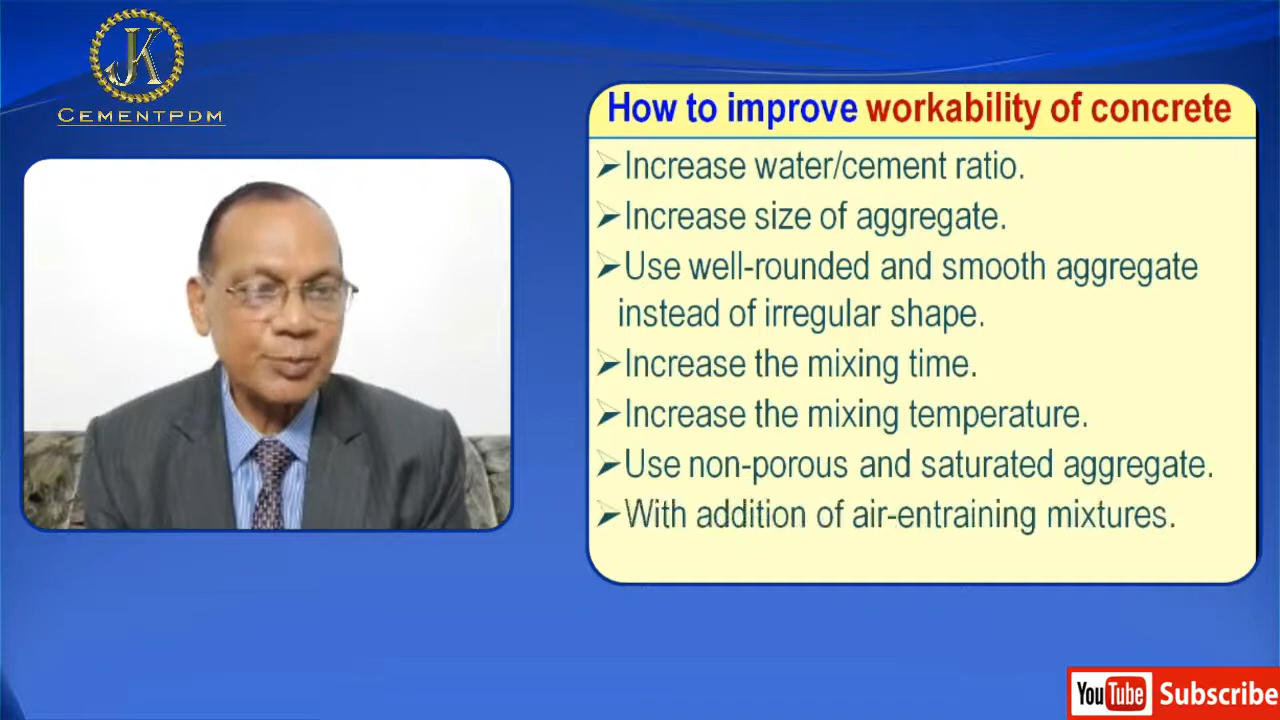 JK
CEMENTPDM
How to improve workability of concrete
➢Increase water/cement ratio.
➢Increase size of aggregate.
➢Use well-rounded and smooth aggregate
instead of irregular shape.
➢Increase the mixing time.
➢Increase the mixing temperature.
➢Use non-porous and saturated aggregate.
➢With addition of air-entraining mixtures.
YouTube Subscribe